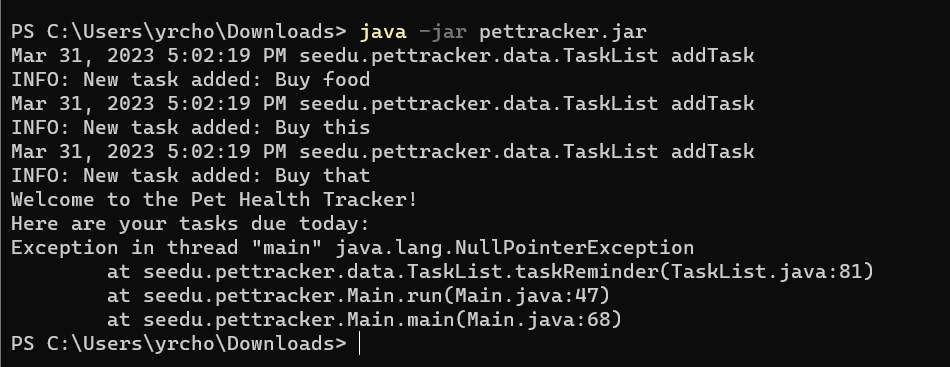 PS C:\Users\yrcho\Downloads> java -jar pettracker.jar
Mar 31, 2023 5:02:19 PM seedu.pettracker.data.TaskList addTask
INFO: New task added: Buy food
Mar 31, 2023 5:02:19 PM seedu.pettracker.data.TaskList addTask
INFO: New task added: Buy this
Mar 31, 2023 5:02:19 PM seedu.pettracker.data.TaskList addTask
INFO: New task added: Buy that
Welcome to the Pet Health Tracker!
Here are your tasks due today:
Exception in thread "main" java.lang.NullPointerException
        at seedu.pettracker.data.TaskList.taskReminder(TaskList.java:81)
        at seedu.pettracker.Main.run(Main.java:47)
        at seedu.pettracker.Main.main(Main.java:68)
PS C:\Users\yrcho\Downloads>